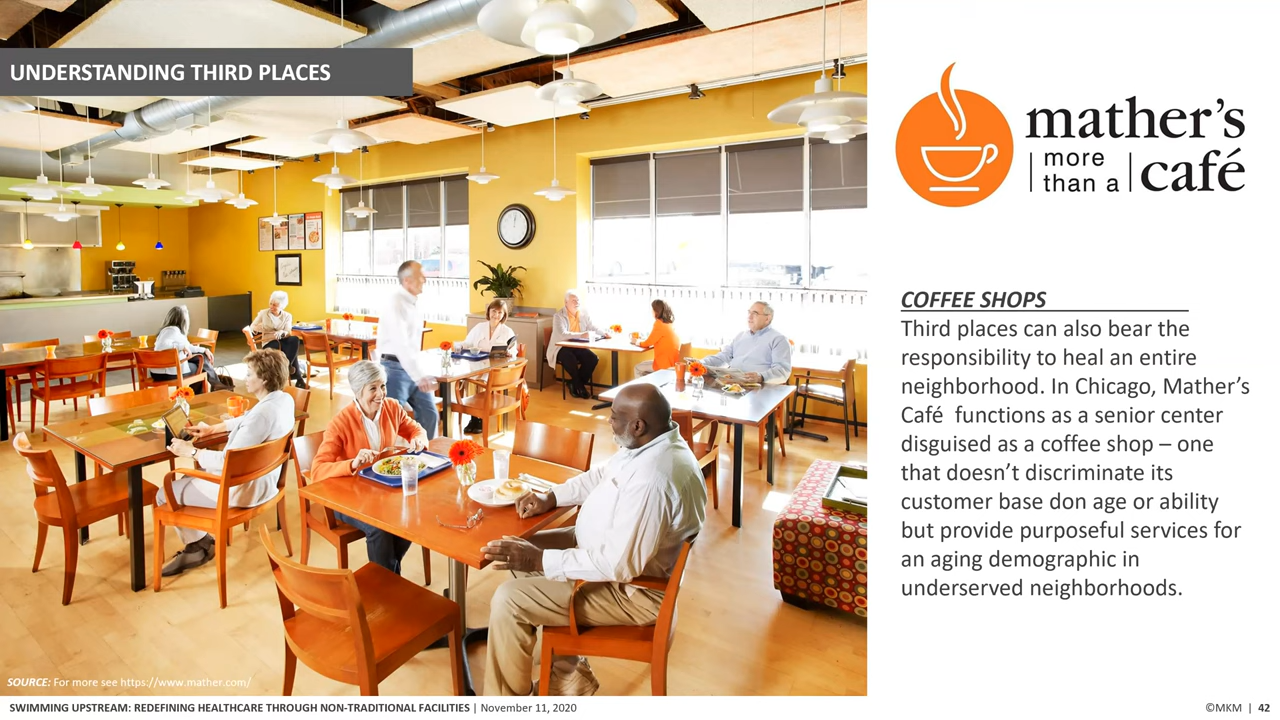 UNDERSTANDING THIRD PLACES
mather's
more
than a
café
COFFEE SHOPS
Third places can also bear the
responsibility to heal an entire
neighborhood. In Chicago, Mather's
Café functions as a senior center
disguised as a coffee shop – one
that doesn't discriminate its
customer base don age or ability
but provide purposeful services for
an aging demographic in
underserved neighborhoods.
SOURCE: For more see https://www.mather.com/
SWIMMING UPSTREAM: REDEFINING HEALTHCARE THROUGH NON-TRADITIONAL FACILITIES | November 11, 2020
©MKM | 42